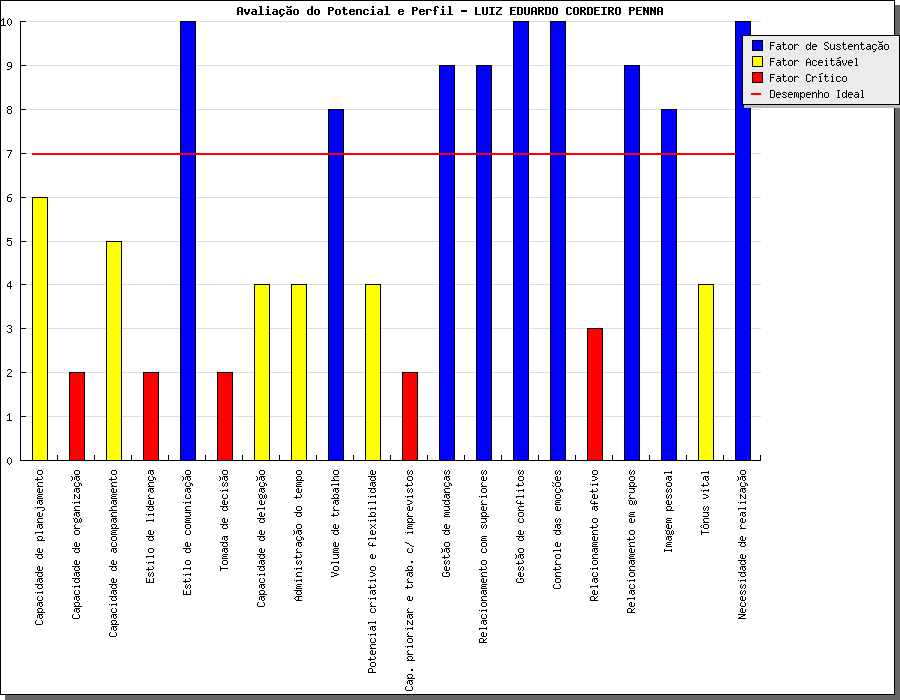 Avaliação do Potencial e Perfil - LUIZ EDUARDO CORDEIRO PENNA
10
9
8
7
6
5
4
3
2
1
0
Fator de Sustentação
Fator Aceitável
Fator Crítico
Desempenho Ideal
Capacidade de planejamento
Capacidade de organização
Capacidade de acompanhamento
Estilo de liderança
Estilo de comunicação
Tomada de decisão
Capacidade de delegação
Administração do tempo
Volume de trabalho
Potencial criativo e flexibilidade
Cap. priorizar e trab. c/ imprevistos
Gestão de mudanças
Relacionamento com superiores
Gestão de conflitos
Controle das emoções
Relacionamento afetivo
Relacionamento em grupos
Imagem pessoal
Tônus vital
Necessidade de realização